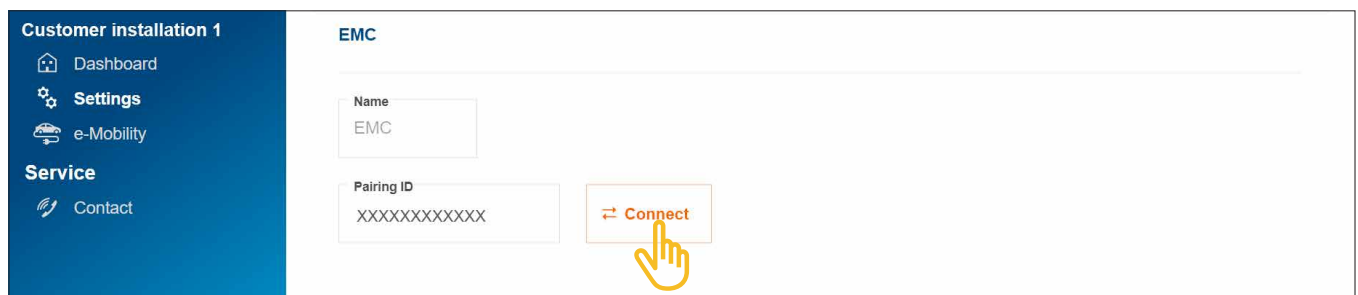 Customer installation 1
Dashboard
Settings
e-Mobility
Service
Contact
EMC
Name
EMC
Pairing ID
XXXXXXXXXXXX
Connect